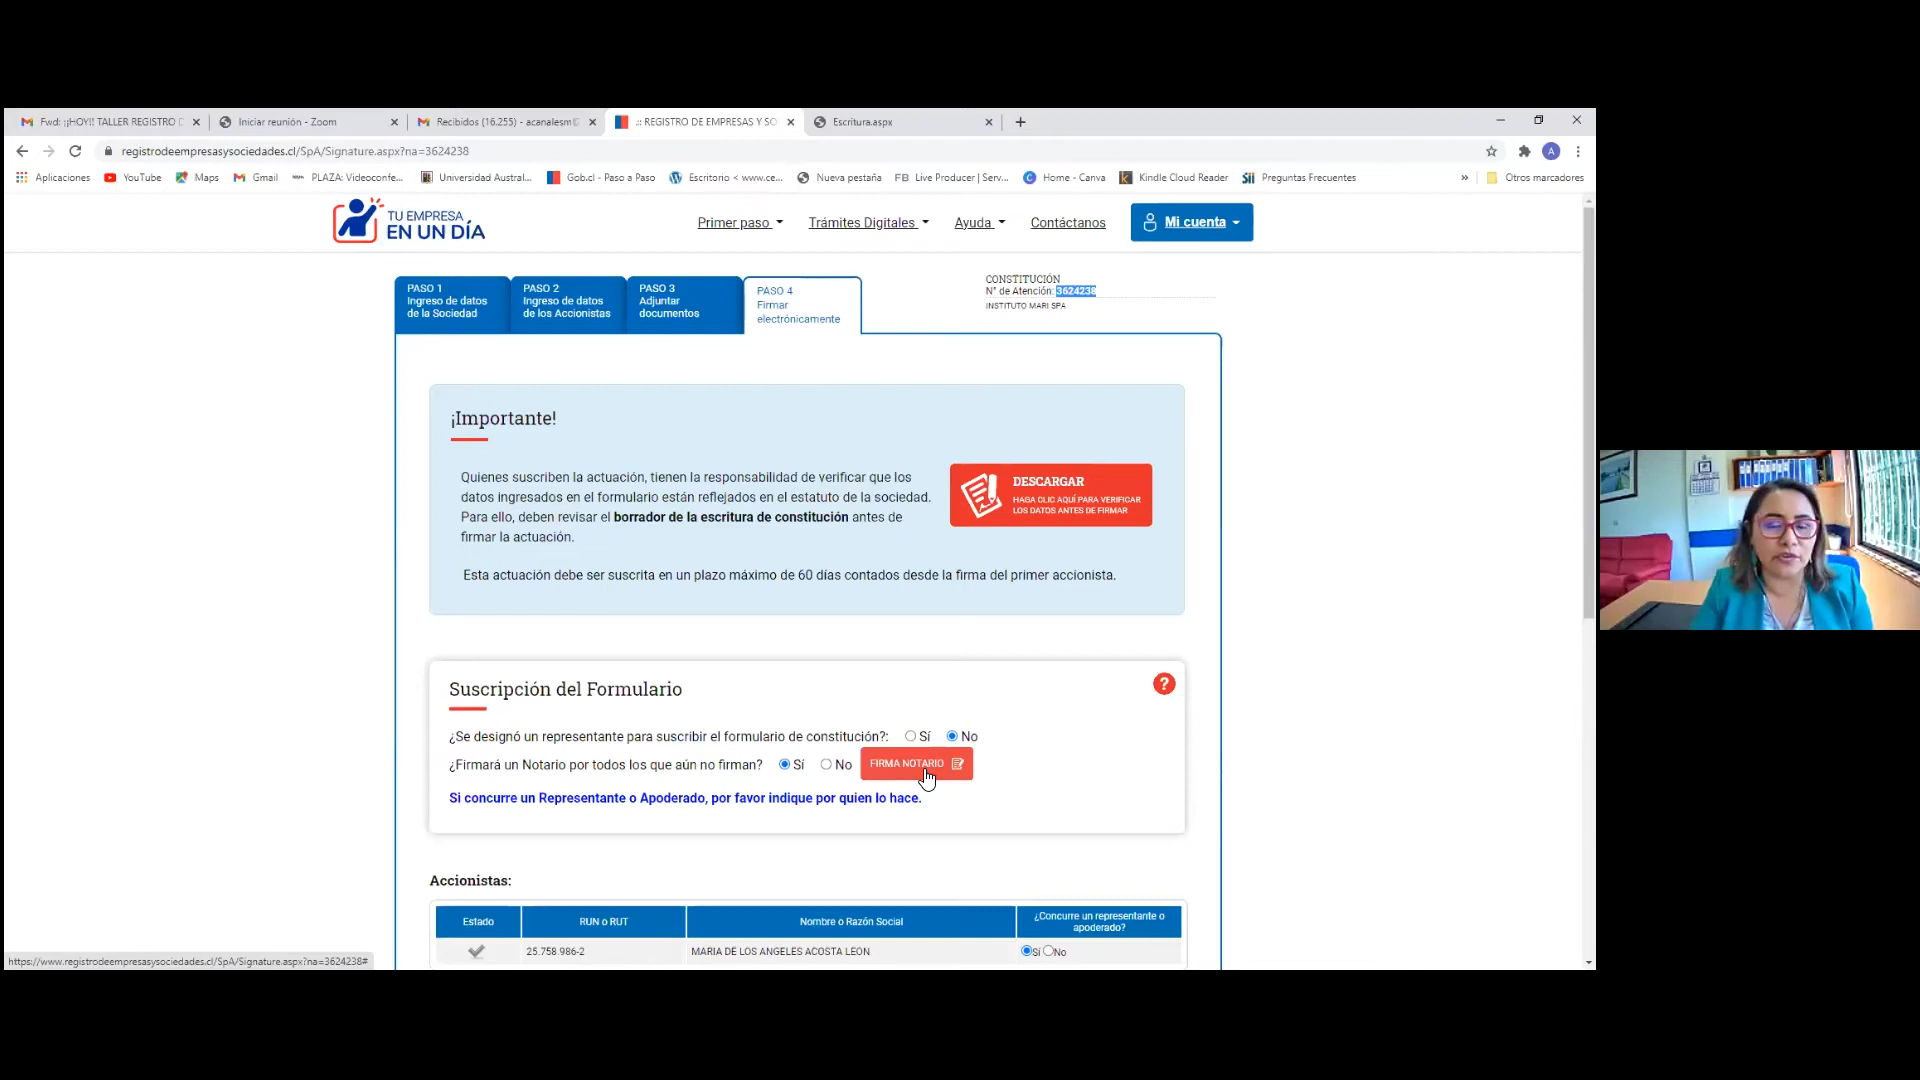 Fwd: ¡¡HOY!! TALLER REGISTRO D
Iniciar reunión - Zoom
Recibidos (16.255) - acanalesm@
.:: REGISTRO DE EMPRESAS Y SO
Escritura.aspx
registrodeempresasysociedades.cl/SpA/Signature.aspx?na=3624238
A
Aplicaciones
YouTube
Maps
Gmail
PLAZA: Videoconfe...
Universidad Austral...
Gob.cl - Paso a Paso
Escritorio < www.ce...
Nueva pestaña
FB Live Producer | Serv...
Home - Canva
Kindle Cloud Reader
Sii Preguntas Frecuentes
»
Otros marcadores
TU EMPRESA
EN UN DÍA
Primer paso
Trámites Digitales
Ayuda
Contáctanos
Mi cuenta
PASO 1
Ingreso de datos
de la Sociedad
PASO 2
Ingreso de datos
de los Accionistas
PASO 3
Adjuntar
documentos
PASO 4
Firmar
electrónicamente
CONSTITUCIÓN
N° de Atención: 3624238
INSTITUTO MARI SPA
¡Importante!
Quienes suscriben la actuación, tienen la responsabilidad de verificar que los
datos ingresados en el formulario están reflejados en el estatuto de la sociedad.
Para ello, deben revisar el borrador de la escritura de constitución antes de
firmar la actuación.
DESCARGAR
HAGA CLIC AQUÍ PARA VERIFICAR
LOS DATOS ANTES DE FIRMAR
Esta actuación debe ser suscrita en un plazo máximo de 60 días contados desde la firma del primer accionista.
Suscripción del Formulario
?
¿Se designó un representante para suscribir el formulario de constitución?: Sí No
¿Firmará un Notario por todos los que aún no firman? Sí No FIRMA NOTARIO
Si concurre un Representante o Apoderado, por favor indique por quien lo hace.
Accionistas:
Estado
RUN o RUT
Nombre o Razón Social
¿Concurre un representante o
apoderado?
25.758.986-2
MARIA DE LOS ANGELES ACOSTA LEON
Sí No
https://www.registrodeempresasysociedades.cl/SpA/Signature.aspx?na=3624238#